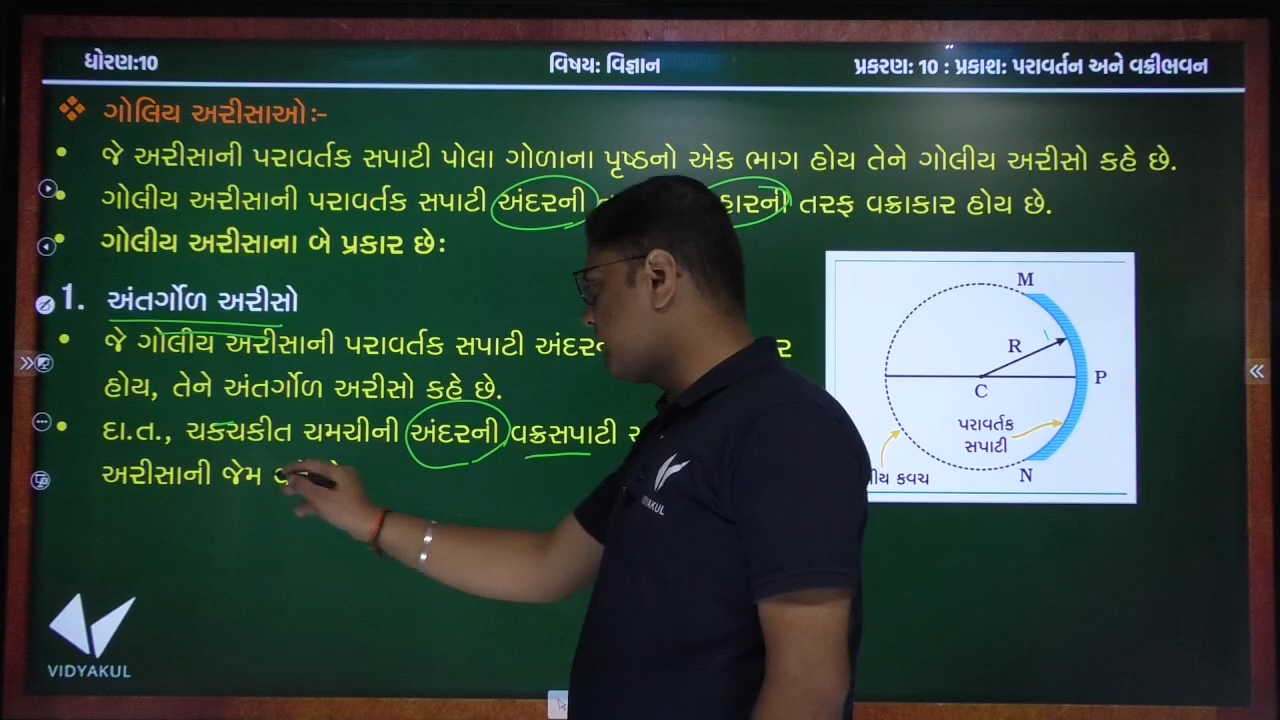 ધોરણ:10 વિષય: વિજ્ઞાન પ્રકરણ: 10 : પ્રકાશ: પરાવર્તન અને વક્રીભવન
❖ ગોલિય અરીસાઓ:-
• જે અરીસાની પરાવર્તક સપાટી પોલા ગોળાના પૃષ્ઠનો એક ભાગ હોય તેને ગોલીય અરીસો કહે છે.
• ગોલીય અરીસાની પરાવર્તક સપાટી અંદરની તરફ વક્રાકાર હોય છે.
• ગોલીય અરીસાના બે પ્રકાર છે:
1. અંતર્ગોળ અરીસો
• જે ગોલીય અરીસાની પરાવર્તક સપાટી
હોય, તેને અંતર્ગોળ અરીસો કહે છે.
• દા.ત., ચકચકીત ચમચીની અંદરની વક્રસપાટી
અરીસાની જેમ
M
R
C
P
પરાવર્તક
સપાટી
કવચ
N
VIDYAKUL
VIDYAKUL